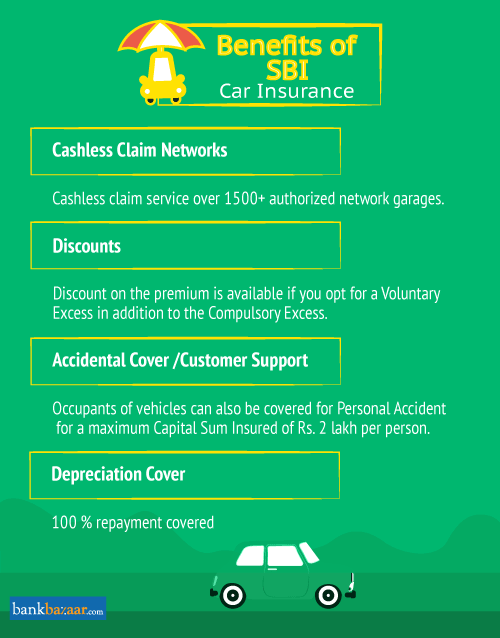 Benefits of
SBI
Car Insurance
Cashless Claim Networks
Cashless claim service over 1500+ authorized network garages.
Discounts
Discount on the premium is available if you opt for a Voluntary
Excess in addition to the Compulsory Excess.
Accidental Cover /Customer Support
Occupants of vehicles can also be covered for Personal Accident
for a maximum Capital Sum Insured of Rs. 2 lakh per person.
Depreciation Cover
100 % repayment covered
bankbazaar.com